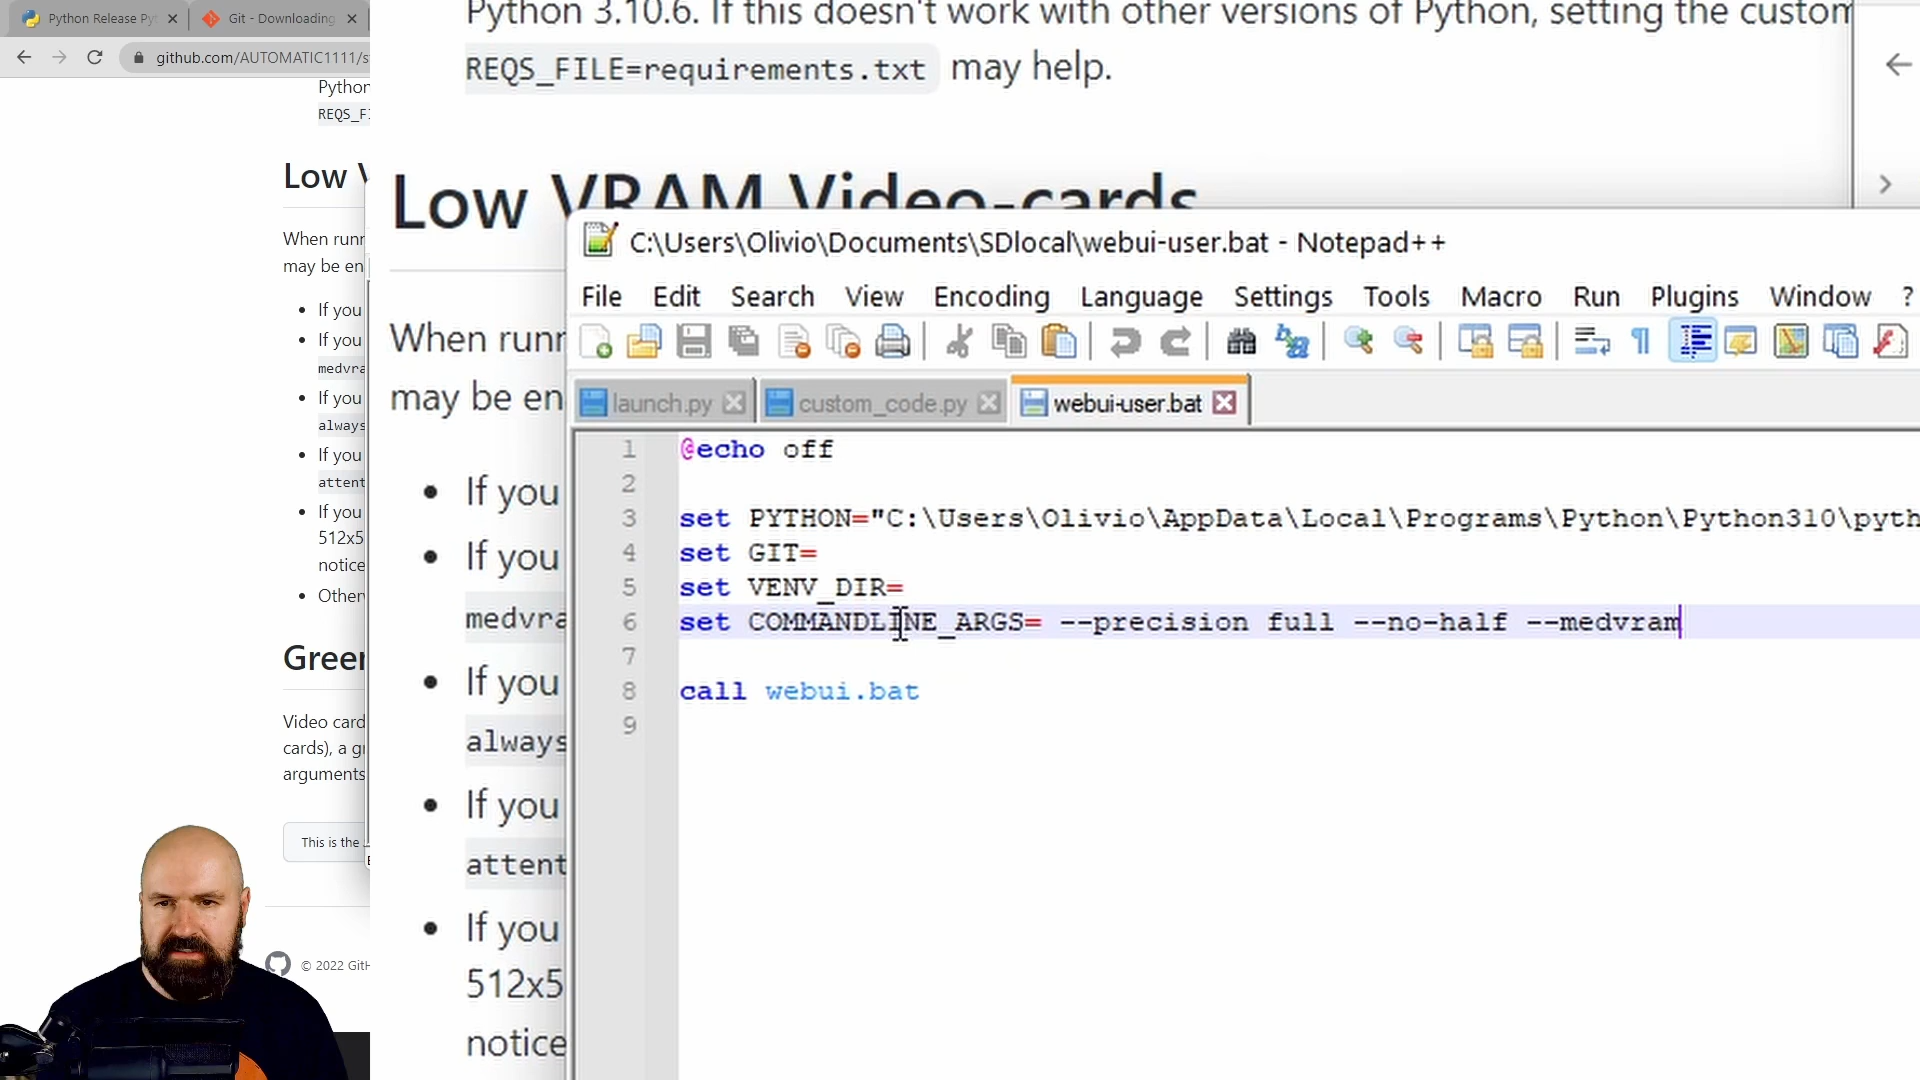 Python Release Pyt
Git - Downloading
github.com/AUTOMATIC1111/s
Python
REQS_F
Low V
When runn
may be en
If you
If you
medvra
If you
always
If you
attent
If you
512x5
notice
Other
Green
Video card
cards), a g
arguments
This is the
© 2022 GitH
Python 3.10.6. If this doesn't work with other versions of Python, setting the custom
REQS_FILE=requirements.txt may help.
Low VRAM Video-cards
When runn
may be en
If you
If you
medvra
If you
always
If you
attent
If you
512x5
notice
C:\Users\Olivio\Documents\SDlocal\webui-user.bat - Notepad++
File Edit Search View Encoding Language Settings Tools Macro Run Plugins Window ?
launch.py custom_code.py webui-user.bat
1 @echo off
2
3 set PYTHON="C:\Users\Olivio\AppData\Local\Programs\Python\Python310\pyth
4 set GIT=
5 set VENV_DIR=
6 set COMMANDLINE_ARGS= --precision full --no-half --medvram
7
8 call webui.bat
9